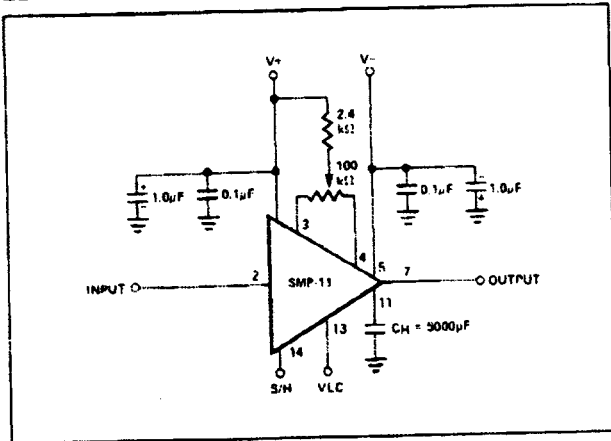 V+
V-
2.4
kΩ
100
kΩ
1.0μF
0.1μF
0.1μF
1.0μF
3
4
5
7
2
INPUT
SMP-11
OUTPUT
11
13
14
CH = 5000μF
S/H
VLC